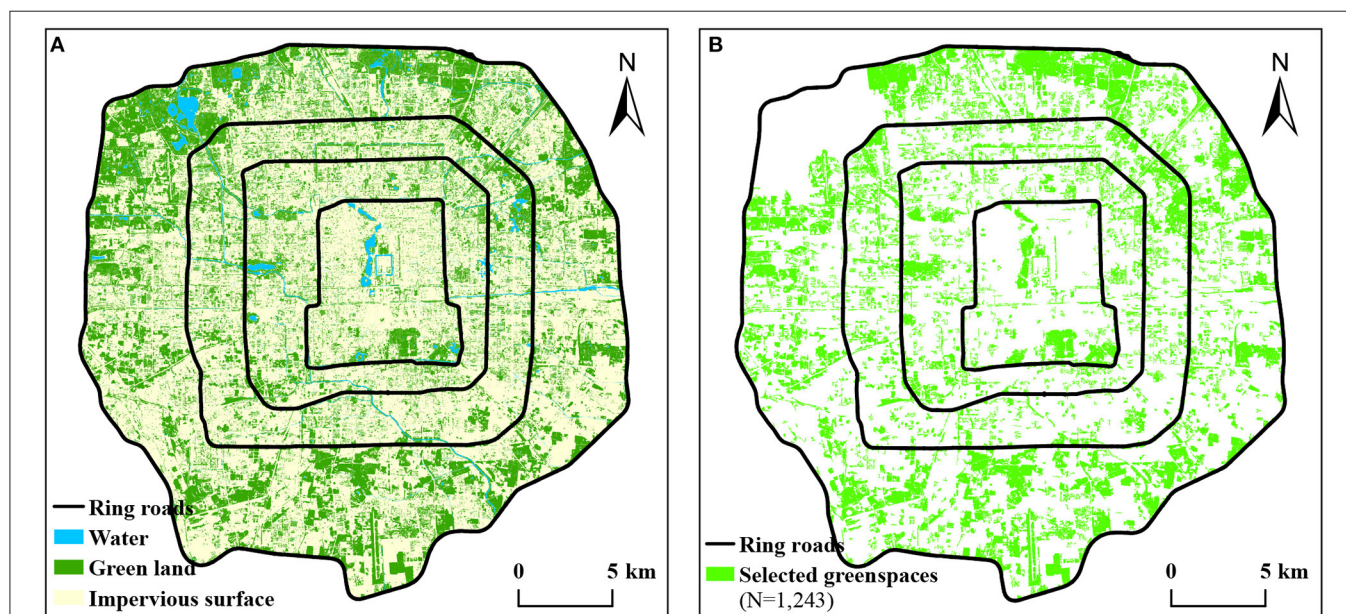 A
N
Ring roads
Water
Green land
Impervious surface
0 5 km
B
N
Ring roads
Selected greenspaces
(N=1,243)
0 5 km